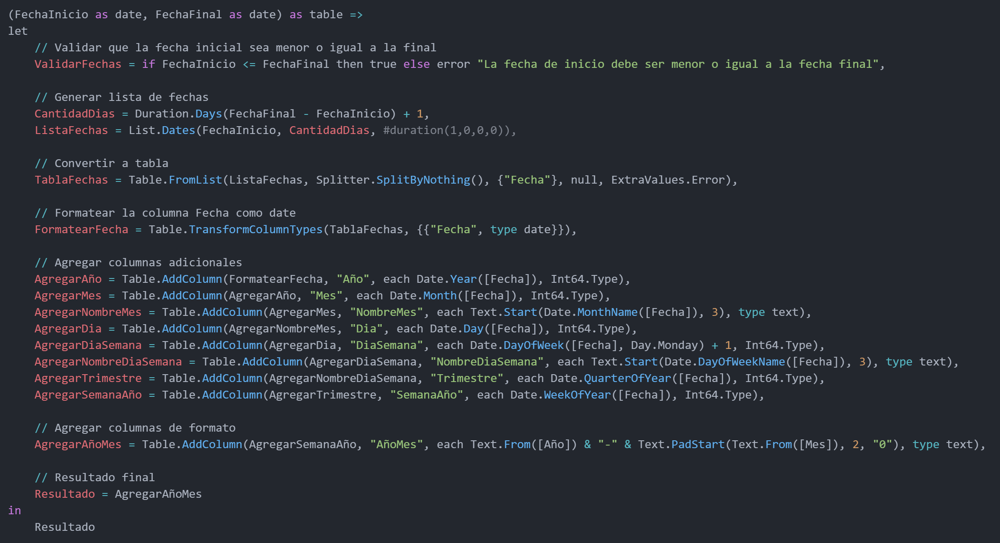 (FechaInicio as date, FechaFinal as date) as table =>
let
    // Validar que la fecha inicial sea menor o igual a la final
    ValidarFechas = if FechaInicio <= FechaFinal then true else error "La fecha de inicio debe ser menor o igual a la fecha final",

    // Generar lista de fechas
    CantidadDias = Duration.Days(FechaFinal - FechaInicio) + 1,
    ListaFechas = List.Dates(FechaInicio, CantidadDias, #duration(1,0,0,0)),

    // Convertir a tabla
    TablaFechas = Table.FromList(ListaFechas, Splitter.SplitByNothing(), {"Fecha"}, null, ExtraValues.Error),

    // Formatear la columna Fecha como date
    FormatearFecha = Table.TransformColumnTypes(TablaFechas, {{"Fecha", type date}}),

    // Agregar columnas adicionales
    AgregarAño = Table.AddColumn(FormatearFecha, "Año", each Date.Year([Fecha]), Int64.Type),
    AgregarMes = Table.AddColumn(AgregarAño, "Mes", each Date.Month([Fecha]), Int64.Type),
    AgregarNombreMes = Table.AddColumn(AgregarMes, "NombreMes", each Text.Start(Date.MonthName([Fecha]), 3), type text),
    AgregarDia = Table.AddColumn(AgregarNombreMes, "Dia", each Date.Day([Fecha]), Int64.Type),
    AgregarDiaSemana = Table.AddColumn(AgregarDia, "DiaSemana", each Date.DayOfWeek([Fecha], Day.Monday) + 1, Int64.Type),
    AgregarNombreDiaSemana = Table.AddColumn(AgregarDiaSemana, "NombreDiaSemana", each Text.Start(Date.DayOfWeekName([Fecha]), 3), type text),
    AgregarTrimestre = Table.AddColumn(AgregarNombreDiaSemana, "Trimestre", each Date.QuarterOfYear([Fecha]), Int64.Type),
    AgregarSemanaAño = Table.AddColumn(AgregarTrimestre, "SemanaAño", each Date.WeekOfYear([Fecha]), Int64.Type),

    // Agregar columnas de formato
    AgregarAñoMes = Table.AddColumn(AgregarSemanaAño, "AñoMes", each Text.From([Año]) & "-" & Text.PadStart(Text.From([Mes]), 2, "0"), type text),

    // Resultado final
    Resultado = AgregarAñoMes
in
    Resultado